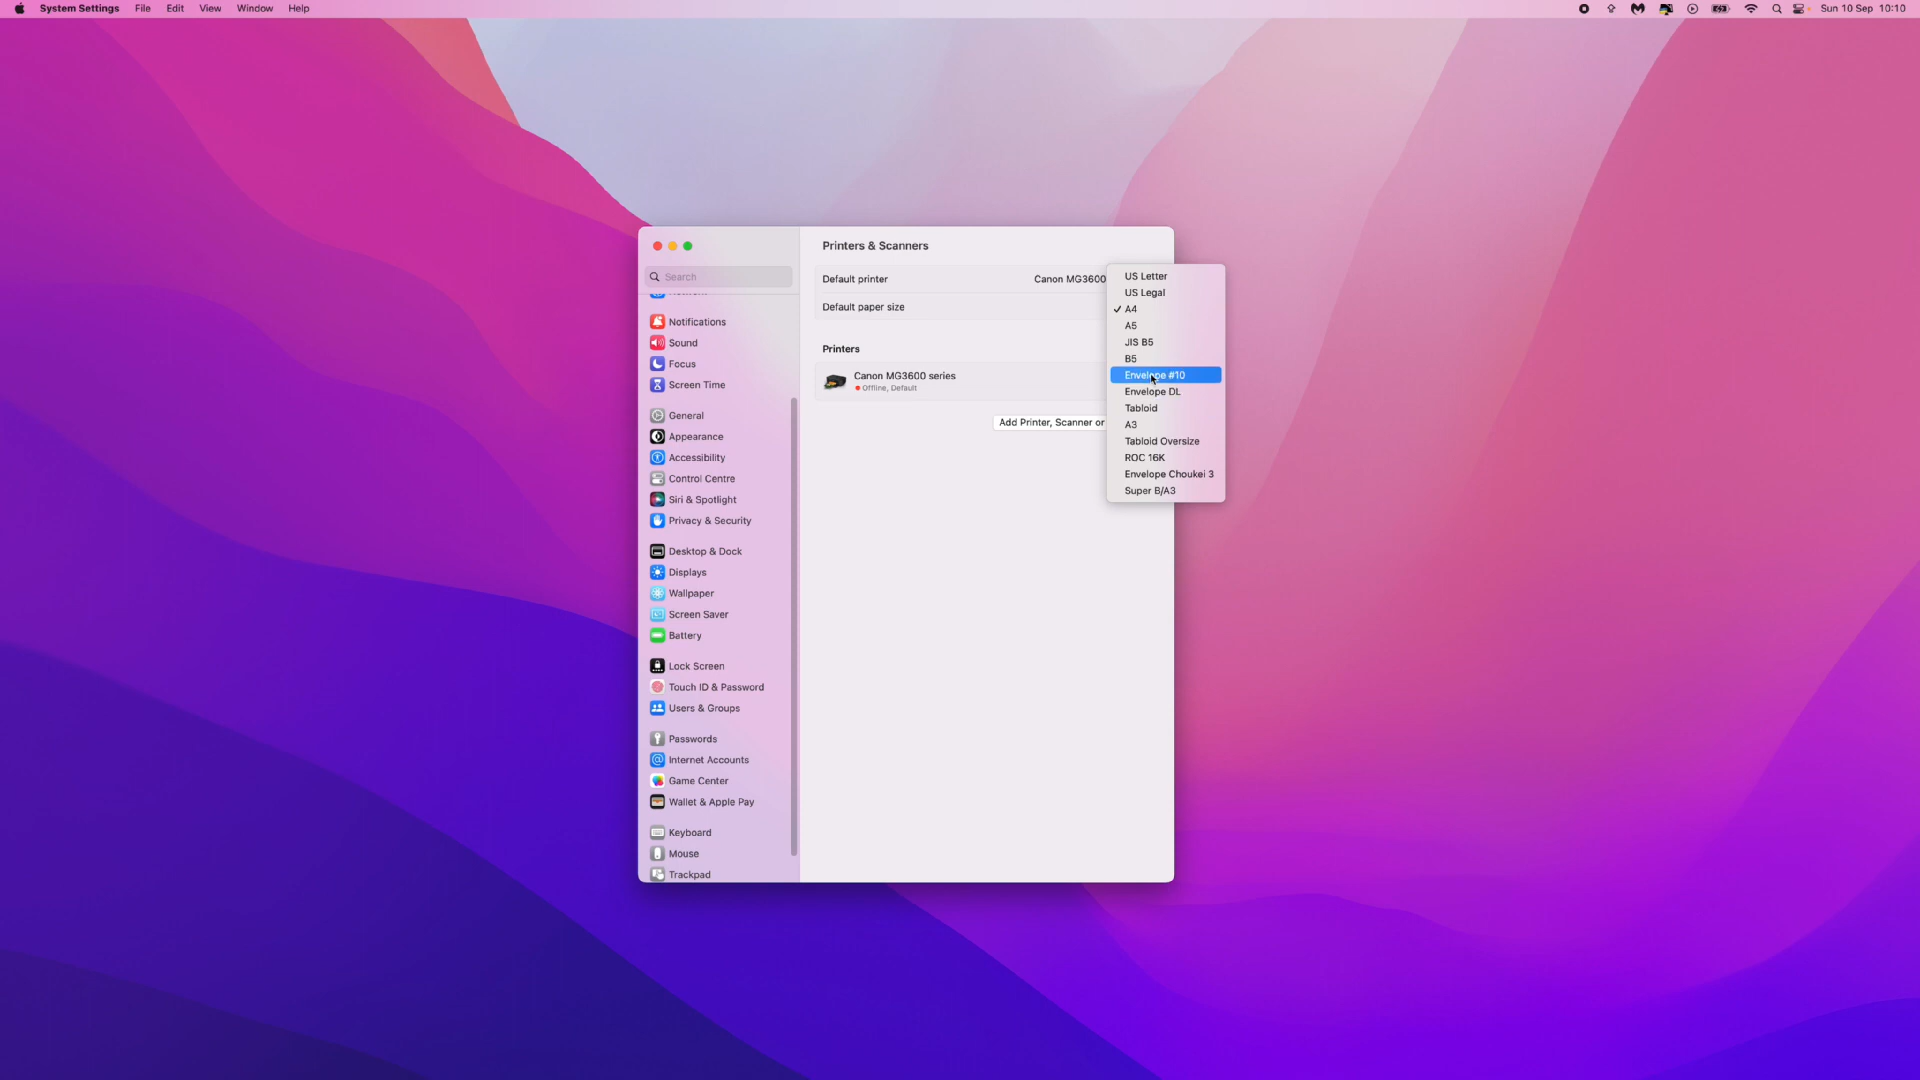 System Settings File Edit View Window Help
Sun 10 Sep 10:10
Printers & Scanners
Search
Default printer Canon MG3600
Default paper size
Notifications
Sound
Focus
Screen Time
General
Appearance
Accessibility
Control Centre
Siri & Spotlight
Privacy & Security
Desktop & Dock
Displays
Wallpaper
Screen Saver
Battery
Lock Screen
Touch ID & Password
Users & Groups
Passwords
Internet Accounts
Game Center
Wallet & Apple Pay
Keyboard
Mouse
Trackpad
Printers
Canon MG3600 series
Offline, Default
Add Printer, Scanner or
US Letter
US Legal
A4
A5
JIS B5
B5
Envelope #10
Envelope DL
Tabloid
A3
Tabloid Oversize
ROC 16K
Envelope Choukei 3
Super B/A3